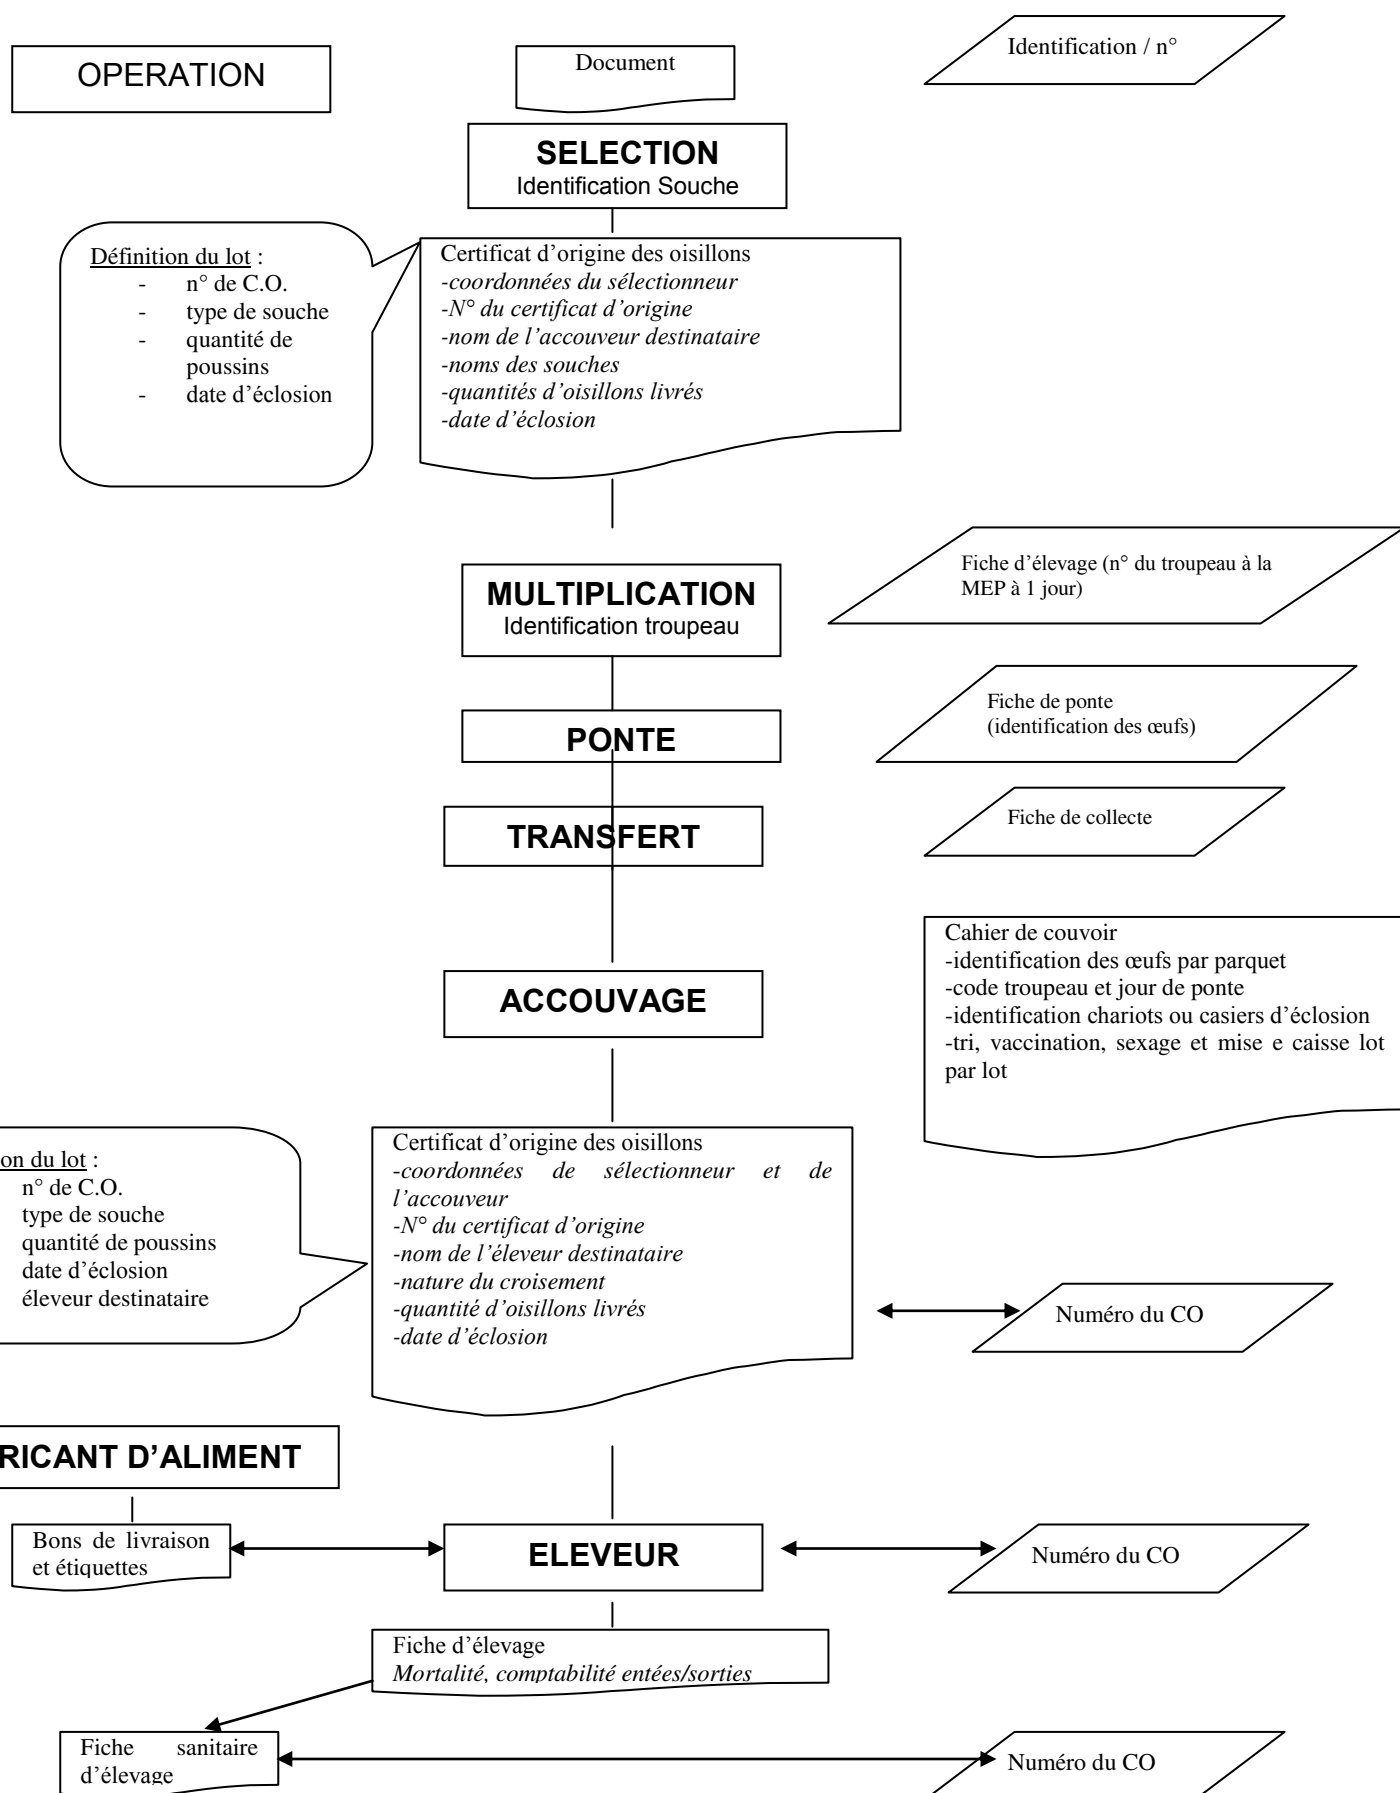 OPERATION
Document
Identification / n°
SELECTION
Identification Souche
Définition du lot :
- n° de C.O.
- type de souche
- quantité de
poussins
- date d'éclosion
Certificat d'origine des oisillons
-coordonnées du sélectionneur
-N° du certificat d'origine
-nom de l'accouveur destinataire
-noms des souches
-quantités d'oisillons livrés
-date d'éclosion
MULTIPLICATION
Identification troupeau
Fiche d'élevage (n° du troupeau à la
MEP à 1 jour)
PONTE
Fiche de ponte
(identification des œufs)
TRANSFERT
Fiche de collecte
ACCOUVAGE
Cahier de couvoir
-identification des œufs par parquet
-code troupeau et jour de ponte
-identification chariots ou casiers d'éclosion
-tri, vaccination, sexage et mise e caisse lot
par lot
on du lot :
n° de C.O.
type de souche
quantité de poussins
date d'éclosion
éleveur destinataire
Certificat d'origine des oisillons
-coordonnées de sélectionneur et de
l'accouveur
-N° du certificat d'origine
-nom de l'éleveur destinataire
-nature du croisement
-quantité d'oisillons livrés
-date d'éclosion
Numéro du CO
RICANT D'ALIMENT
Bons de livraison
et étiquettes
ELEVEUR
Numéro du CO
Fiche d'élevage
Mortalité, comptabilité entées/sorties
Fiche sanitaire
d'élevage
Numéro du CO